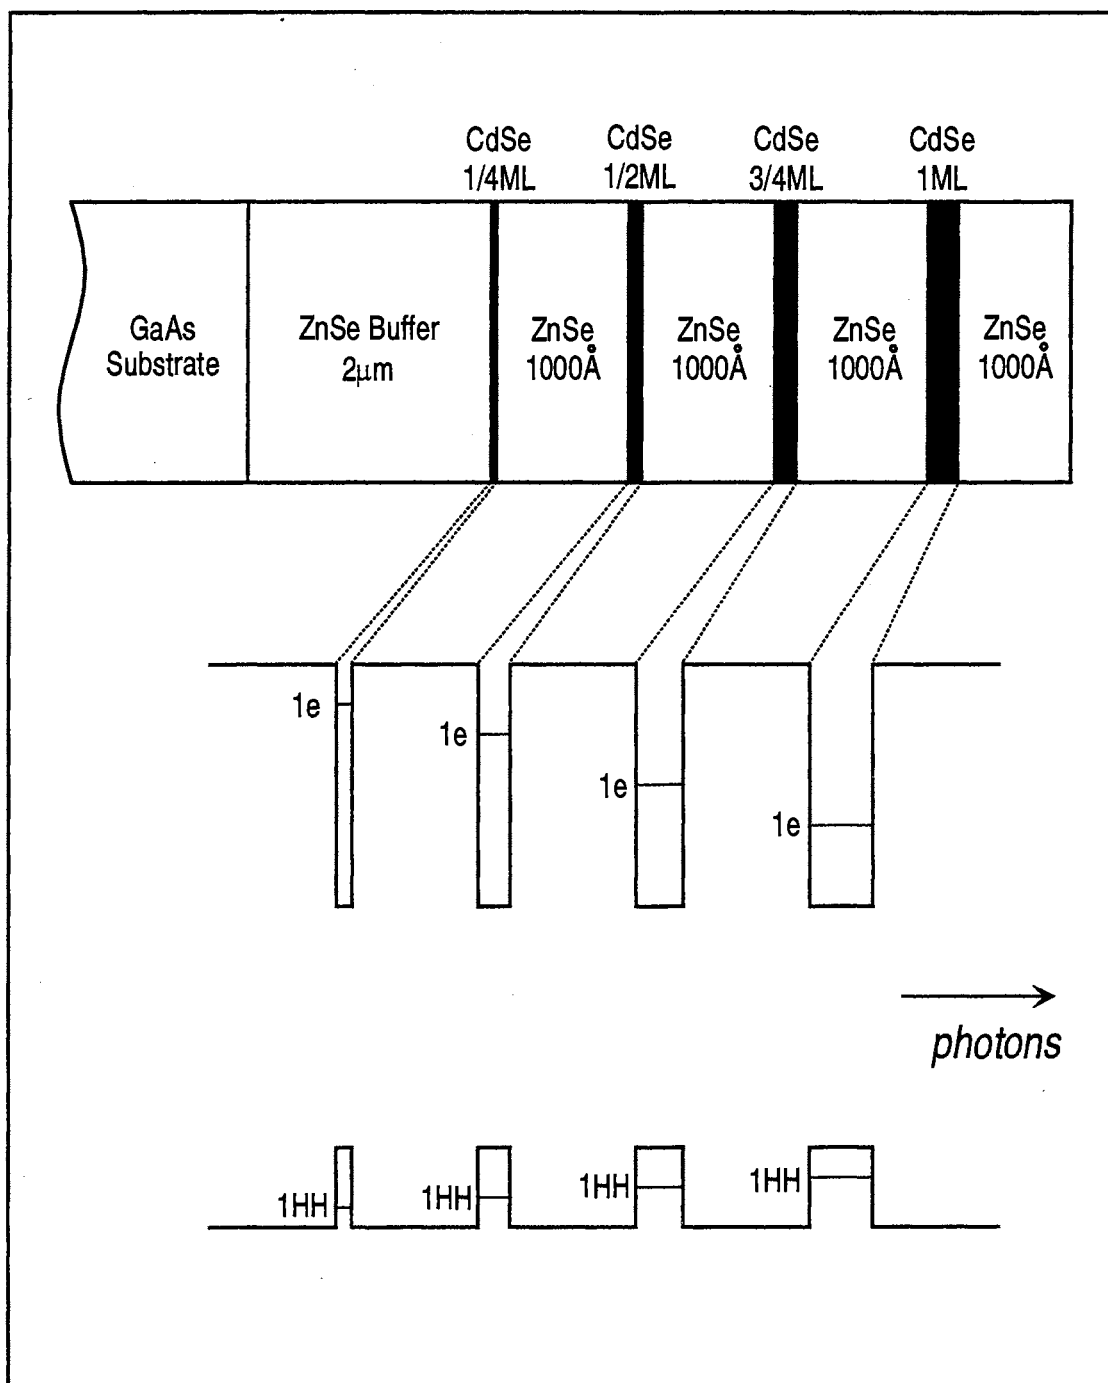 CdSe
1/4ML
CdSe
1/2ML
CdSe
3/4ML
CdSe
1ML
GaAs
Substrate
ZnSe Buffer
2μm
ZnSe
1000Å
ZnSe
1000Å
ZnSe
1000Å
ZnSe
1000Å
1e
1e
1e
1e
photons
1HH
1HH
1HH
1HH